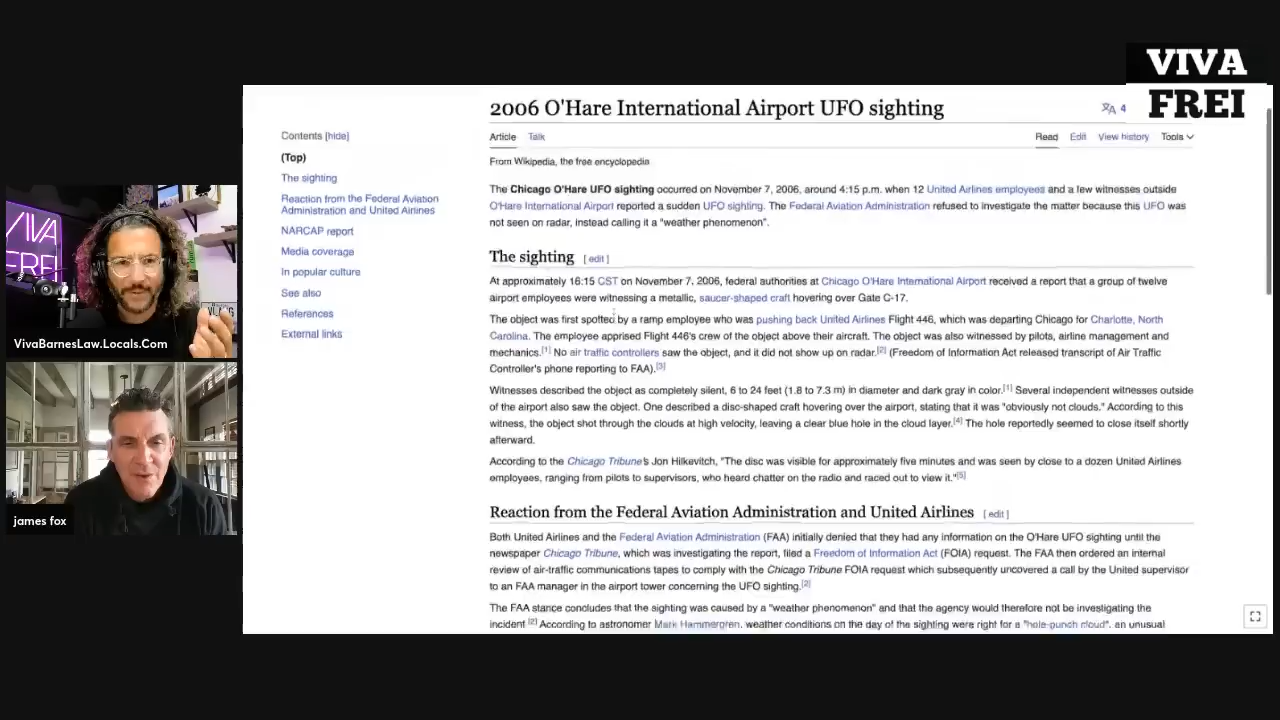 VIVA
FREI
2006 O'Hare International Airport UFO sighting
4
Contents [hide]
(Top)
The sighting
Reaction from the Federal Aviation
Administration and United Airlines
NARCAP report
Media coverage
In popular culture
See also
References
External links
Article Talk
Read Edit View history Tools
From Wikipedia, the free encyclopedia
The Chicago O'Hare UFO sighting occurred on November 7, 2006, around 4:15 p.m. when 12 United Airlines employees and a few witnesses outside
O'Hare International Airport reported a sudden UFO sighting. The Federal Aviation Administration refused to investigate the matter because this UFO was
not seen on radar, instead calling it a "weather phenomenon".
The sighting [ edit ]
At approximately 16:15 CST on November 7, 2006, federal authorities at Chicago O'Hare International Airport received a report that a group of twelve
airport employees were witnessing a metallic, saucer-shaped craft hovering over Gate C-17.
The object was first spotted by a ramp employee who was pushing back United Airlines Flight 446, which was departing Chicago for Charlotte, North
Carolina. The employee apprised Flight 446's crew of the object above their aircraft. The object was also witnessed by pilots, airline management and
mechanics.[1] No air traffic controllers saw the object, and it did not show up on radar.[2] (Freedom of Information Act released transcript of Air Traffic
Controller's phone reporting to FAA).[3]
Witnesses described the object as completely silent, 6 to 24 feet (1.8 to 7.3 m) in diameter and dark gray in color.[1] Several independent witnesses outside
of the airport also saw the object. One described a disc-shaped craft hovering over the airport, stating that it was "obviously not clouds." According to this
witness, the object shot through the clouds at high velocity, leaving a clear blue hole in the cloud layer.[4] The hole reportedly seemed to close itself shortly
afterward.
According to the Chicago Tribune's Jon Hilkevitch, "The disc was visible for approximately five minutes and was seen by close to a dozen United Airlines
employees, ranging from pilots to supervisors, who heard chatter on the radio and raced out to view it."[5]
Reaction from the Federal Aviation Administration and United Airlines [ edit ]
Both United Airlines and the Federal Aviation Administration (FAA) initially denied that they had any information on the O'Hare UFO sighting until the
newspaper Chicago Tribune, which was investigating the report, filed a Freedom of Information Act (FOIA) request. The FAA then ordered an internal
review of air-traffic communications tapes to comply with the Chicago Tribune FOIA request which subsequently uncovered a call by the United supervisor
to an FAA manager in the airport tower concerning the UFO sighting.[2]
The FAA stance concludes that the sighting was caused by a "weather phenomenon" and that the agency would therefore not be investigating the
incident.[2] According to astronomer Mark Hammergren, weather conditions on the day of the sighting were right for a "hole-punch cloud", an unusual
VIVA
FREI
VivaBarnesLaw.Locals.Com
james fox